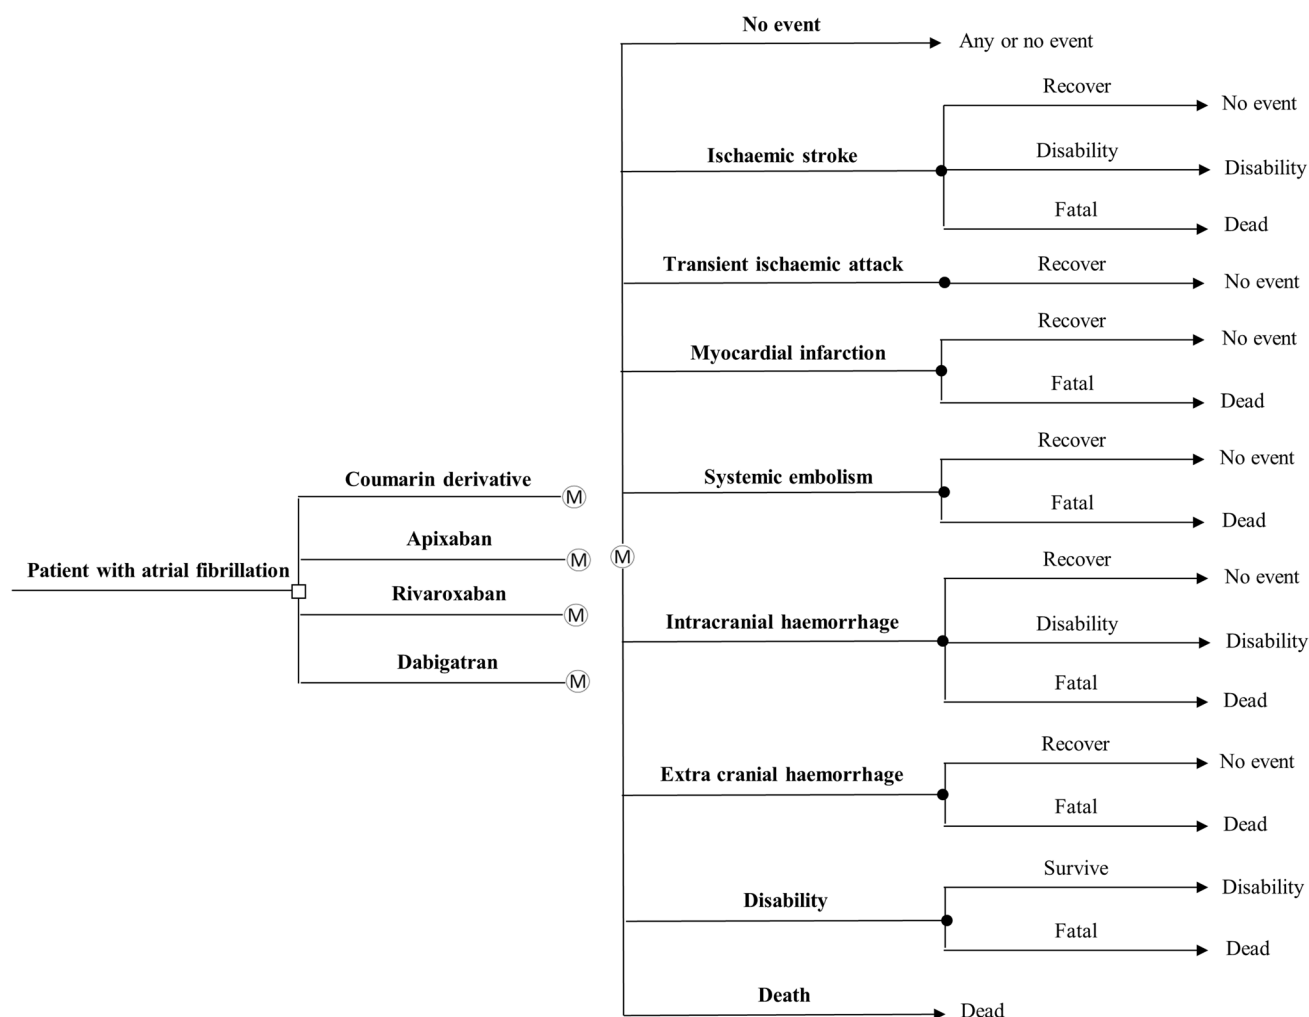 Patient with atrial fibrillation
Coumarin derivative
M
Apixaban
M
Rivaroxaban
M
Dabigatran
M
M
No event
Any or no event
Ischaemic stroke
Recover
No event
Disability
Disability
Fatal
Dead
Transient ischaemic attack
Recover
No event
Myocardial infarction
Recover
No event
Fatal
Dead
Systemic embolism
Recover
No event
Fatal
Dead
Intracranial haemorrhage
Recover
No event
Disability
Disability
Fatal
Dead
Extra cranial haemorrhage
Recover
No event
Fatal
Dead
Disability
Survive
Disability
Fatal
Dead
Death
Dead